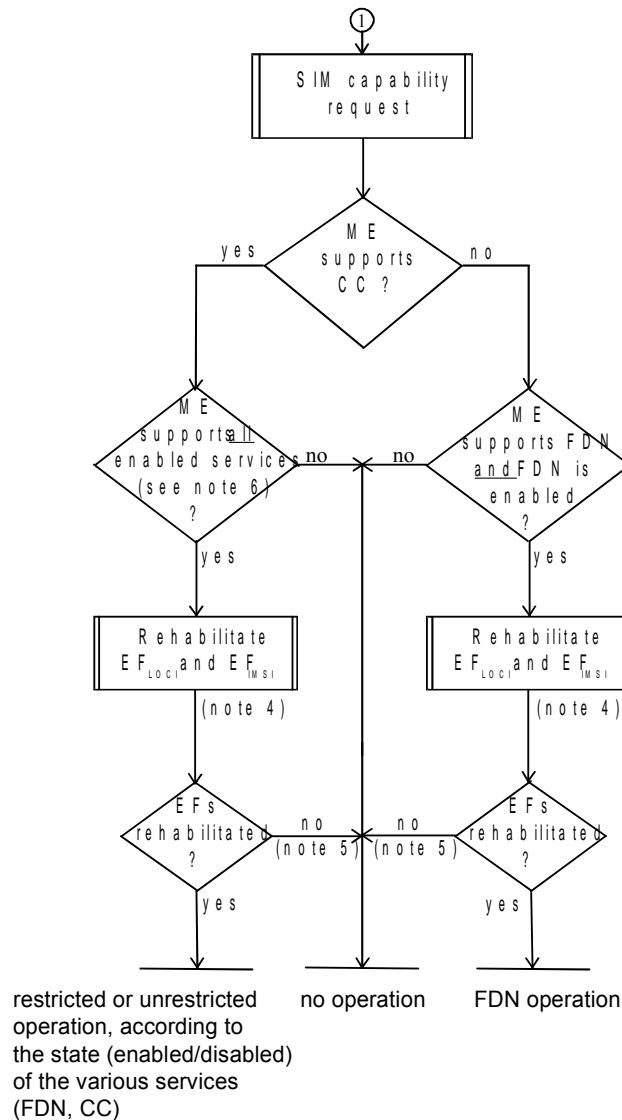 1
SIM capability
request
ME
supports
CC ?
yes
no
ME
supports all
enabled services
(see note 6)
?
no
no
ME
supports FDN
and FDN is
enabled
?
yes
yes
Rehabilitate
EFLOCI and EFIMSI
Rehabilitate
EFLOCI and EFIMSI
(note 4)
(note 4)
EFs
rehabilitated
?
no
(note 5)
no
(note 5)
EFs
rehabilitated
?
yes
yes
restricted or unrestricted
operation, according to
the state (enabled/disabled)
of the various services
(FDN, CC)
no operation
FDN operation